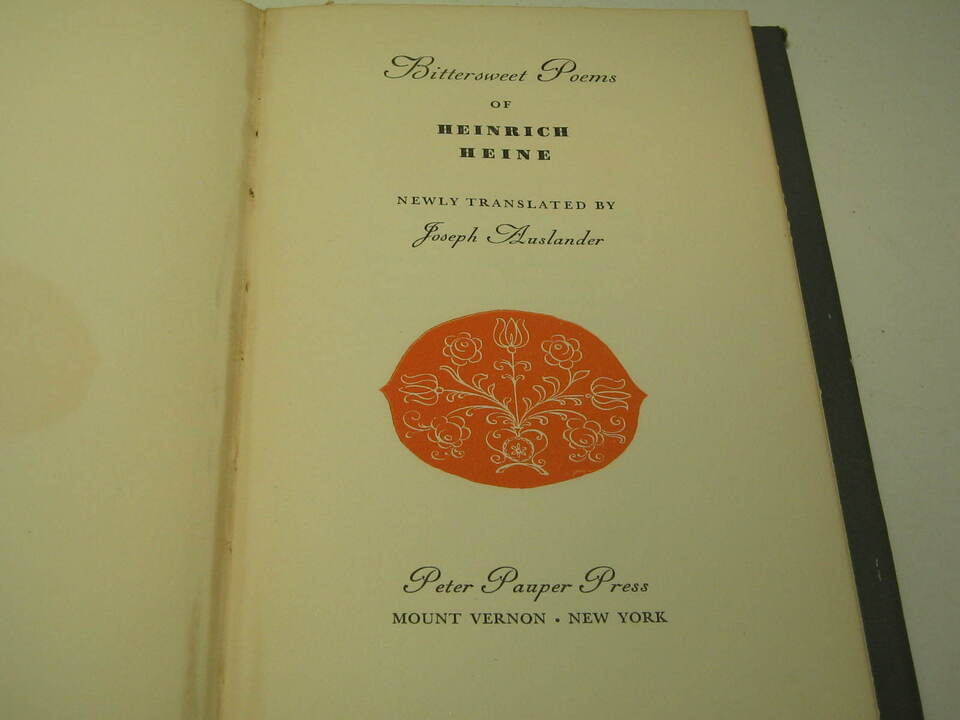 Bittersweet Poems
OF
HEINRICH
HEINE
NEWLY TRANSLATED BY
Joseph Auslander
Peter Pauper Press
MOUNT VERNON • NEW YORK